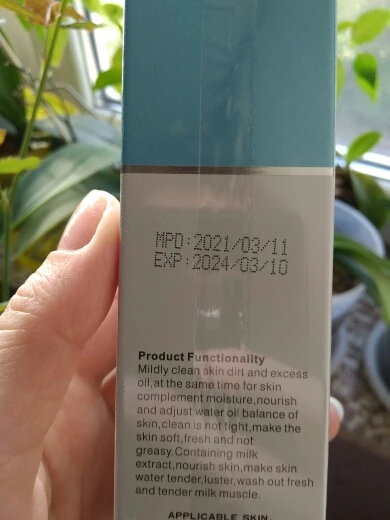 MPD:2021/03/11
EXP:2024/03/10
Product Functionality
Mildly clean skin dirt and excess
oil,at the same time for skin
complement moisture,nourish
and adjust water oil balance of
skin,clean is not tight,make the
skin soft,fresh and not
greasy.Containing milk
extract,nourish skin,make skin
water tender,luster,wash out fresh
and tender milk muscle.
APPLICABLE SKIN